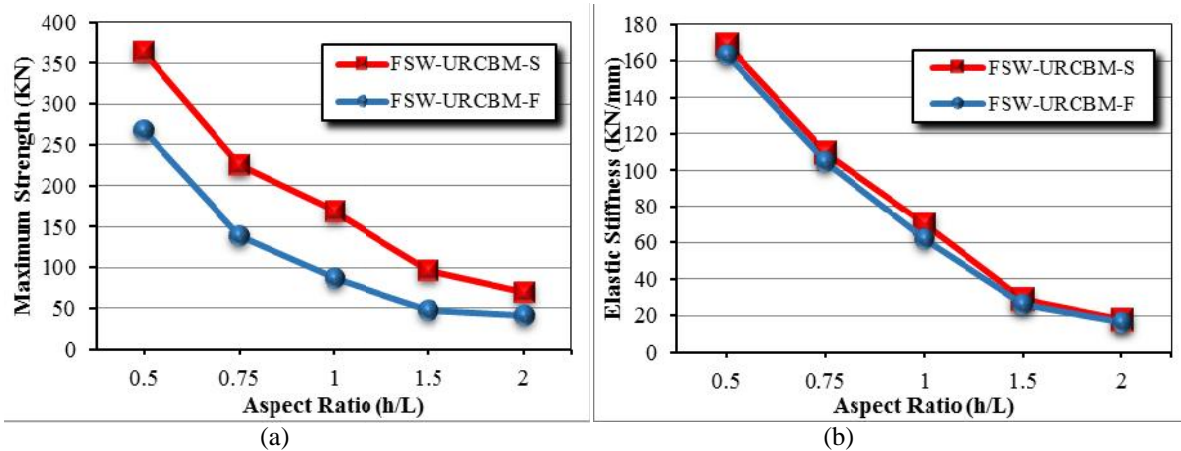 Maximum Strength (KN)
400
350
300
250
200
150
100
50
0
FSW-URCBM-S
FSW-URCBM-F
0.5 0.75 1 1.5 2
Aspect Ratio (h/L)
(a)
Elastic Stiffness (KN/mm)
180
160
140
120
100
80
60
40
20
0
FSW-URCBM-S
FSW-URCBM-F
0.5 0.75 1 1.5 2
Aspect Ratio (h/L)
(b)